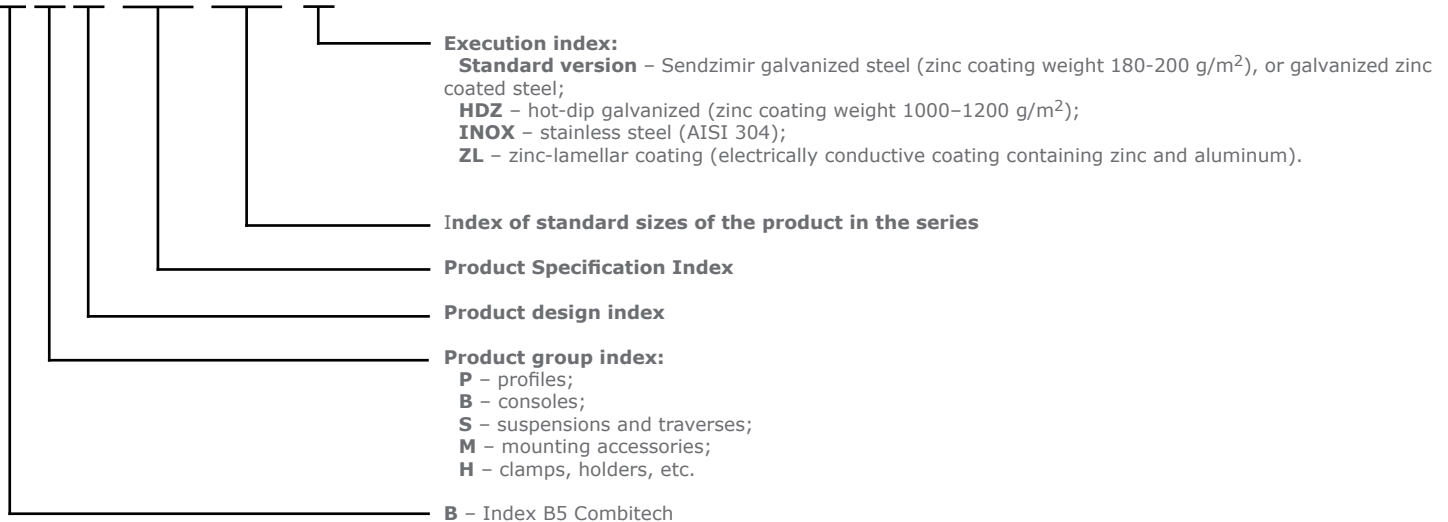 Execution index:
Standard version – Sendzimir galvanized steel (zinc coating weight 180-200 g/m2), or galvanized zinc
coated steel;
HDZ – hot-dip galvanized (zinc coating weight 1000–1200 g/m2);
INOX – stainless steel (AISI 304);
ZL – zinc-lamellar coating (electrically conductive coating containing zinc and aluminum).
Index of standard sizes of the product in the series
Product Specification Index
Product design index
Product group index:
P – profiles;
B – consoles;
S – suspensions and traverses;
M – mounting accessories;
H – clamps, holders, etc.
B – Index B5 Combitech